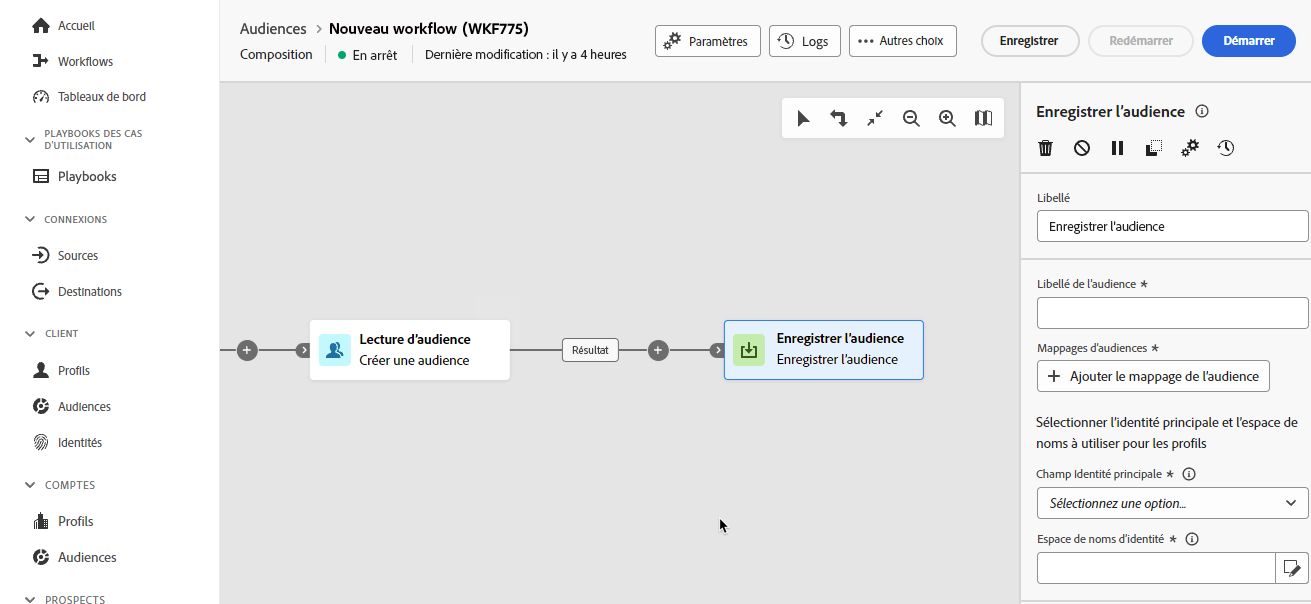 Accueil
Workflows
Tableaux de bord
PLAYBOOKS DES CAS
D'UTILISATION
Playbooks
CONNEXIONS
Sources
Destinations
CLIENT
Profils
Audiences
Identités
COMPTES
Profils
Audiences
PROSPECTS
Audiences > Nouveau workflow (WKF775)
Composition
En arrêt
Dernière modification : il y a 4 heures
Paramètres
Logs
Autres choix
Enregistrer
Redémarrer
Démarrer
Lecture d'audience
Créer une audience
Résultat
Enregistrer l'audience
Enregistrer l'audience
Enregistrer l'audience
Libellé
Enregistrer l'audience
Libellé de l'audience *
Mappages d'audiences *
Ajouter le mappage de l'audience
Sélectionner l'identité principale et l'espace de
noms à utiliser pour les profils
Champ Identité principale *
Sélectionnez une option...
Espace de noms d'identité *